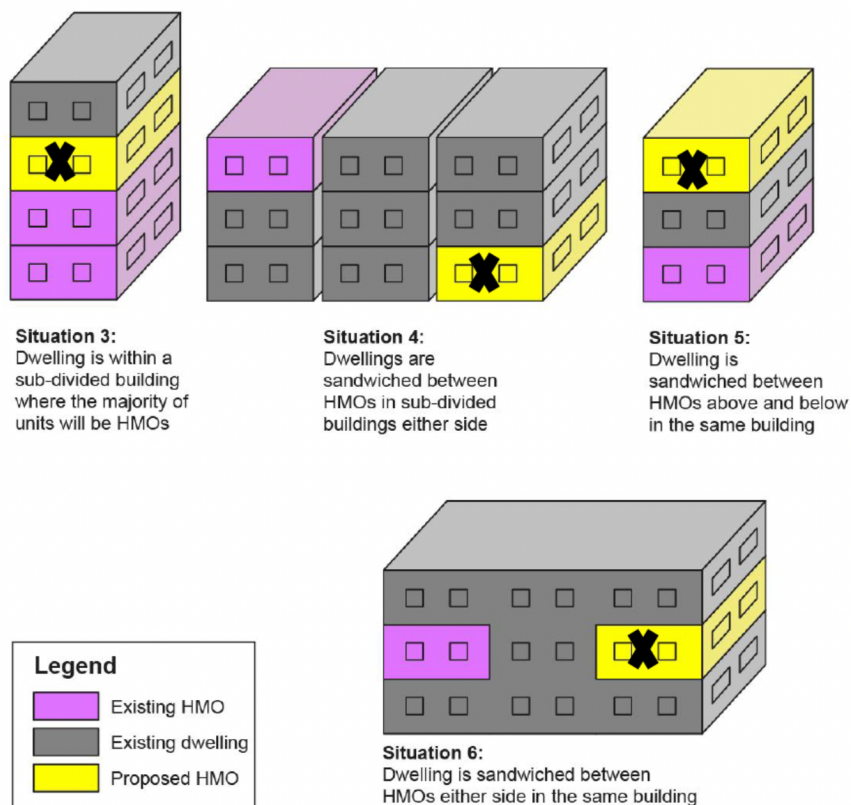 Situation 3:
Dwelling is within a
sub-divided building
where the majority of
units will be HMOs
Situation 4:
Dwellings are
sandwiched between
HMOs in sub-divided
buildings either side
Situation 5:
Dwelling is
sandwiched between
HMOs above and below
in the same building
Legend
Existing HMO
Existing dwelling
Proposed HMO
Situation 6:
Dwelling is sandwiched between
HMOs either side in the same building